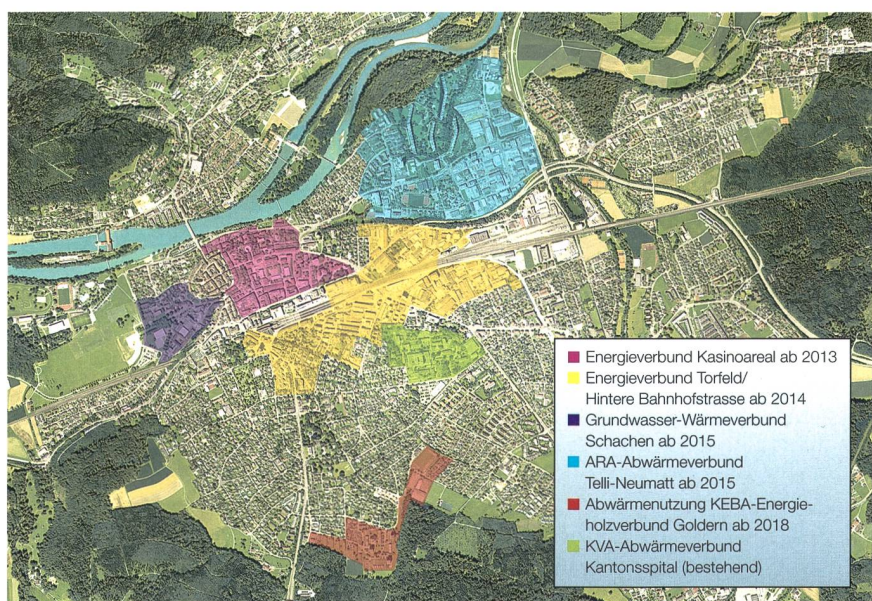 Energieverbund Kasinoareal ab 2013
Energieverbund Torfeld/
Hintere Bahnhofstrasse ab 2014
Grundwasser-Wärmeverbund
Schachen ab 2015
ARA-Abwärmeverbund
Telli-Neumatt ab 2015
Abwärmenutzung KEBA-Energie-
holzverbund Goldern ab 2018
KVA-Abwärmeverbund
Kantonsspital (bestehend)